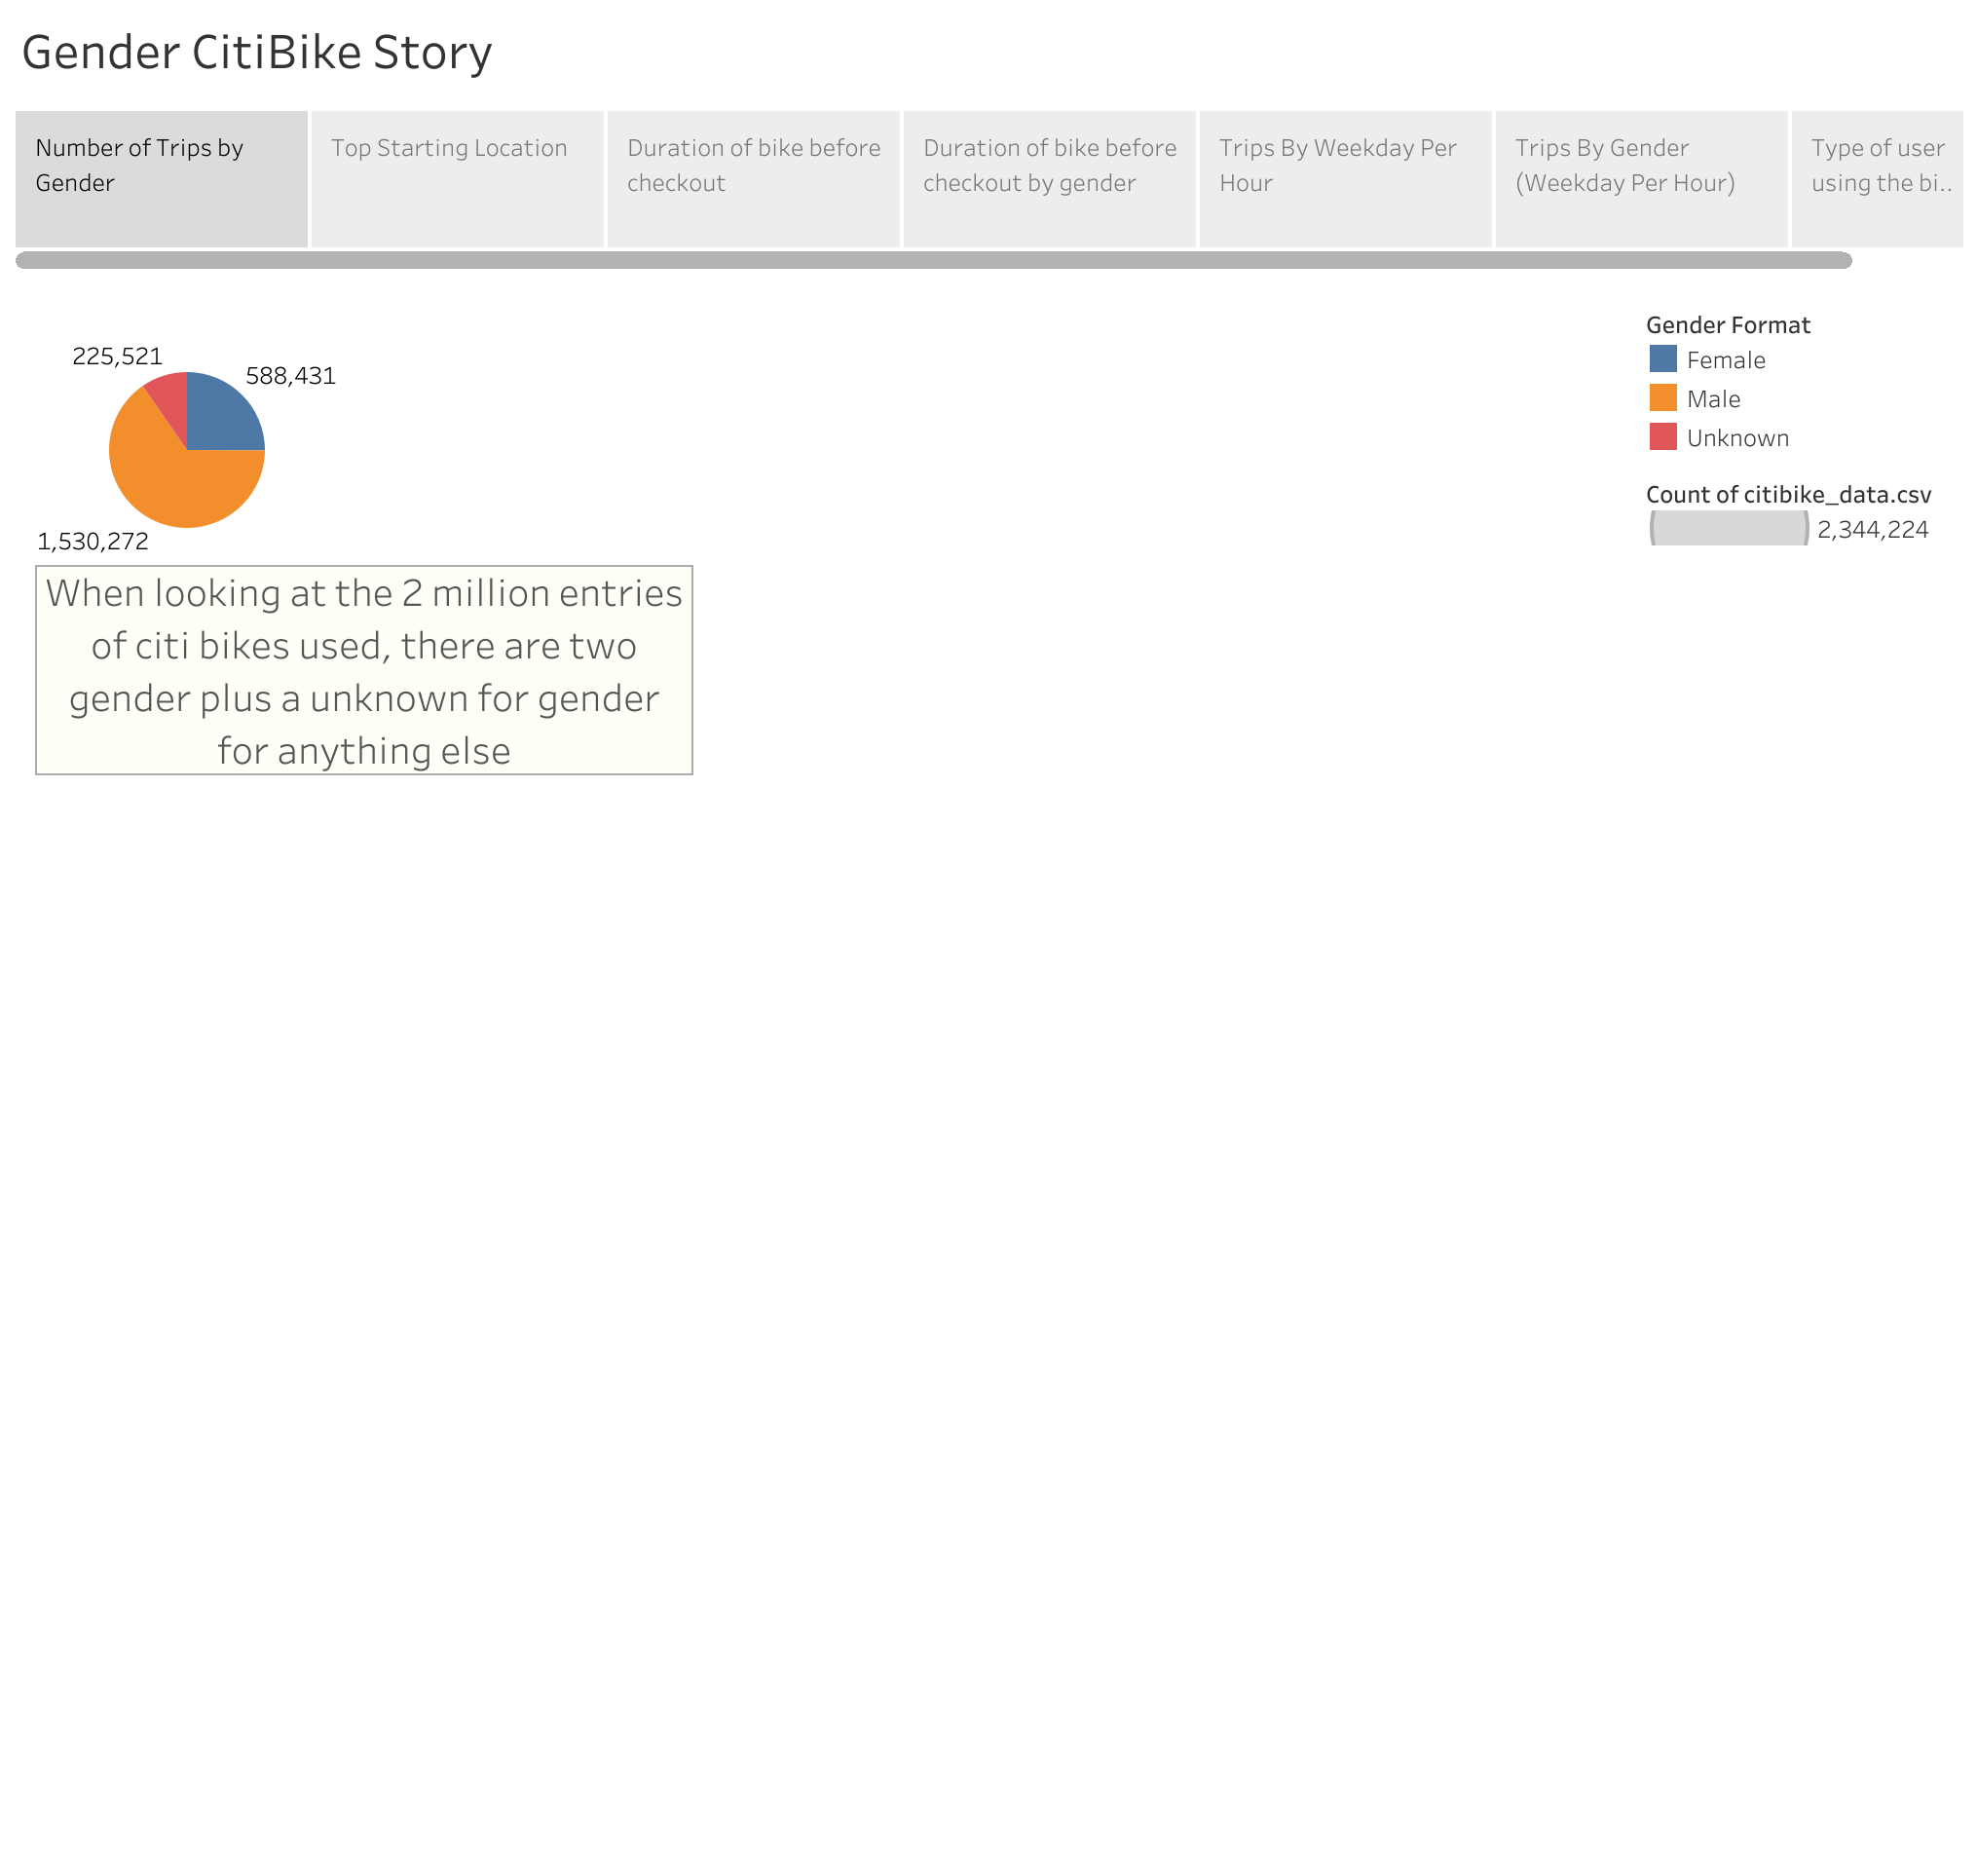 Gender CitiBike Story
Number of Trips by
Gender
Top Starting Location
Duration of bike before
checkout
Duration of bike before
checkout by gender
Trips By Weekday Per
Hour
Trips By Gender
(Weekday Per Hour)
Type of user
using the bi..
225,521
588,431
1,530,272
Gender Format
Female
Male
Unknown
Count of citibike_data.csv
2,344,224
When looking at the 2 million entries
of citi bikes used, there are two
gender plus a unknown for gender
for anything else